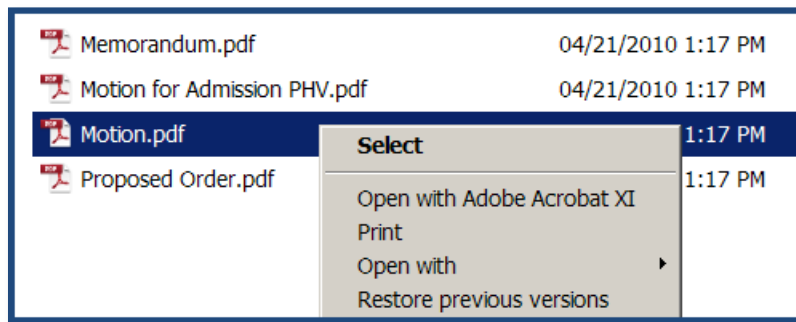 Memorandum.pdf 04/21/2010 1:17 PM
Motion for Admission PHV.pdf 04/21/2010 1:17 PM
Motion.pdf 1:17 PM
Select
Proposed Order.pdf 1:17 PM
Open with Adobe Acrobat XI
Print
Open with
Restore previous versions